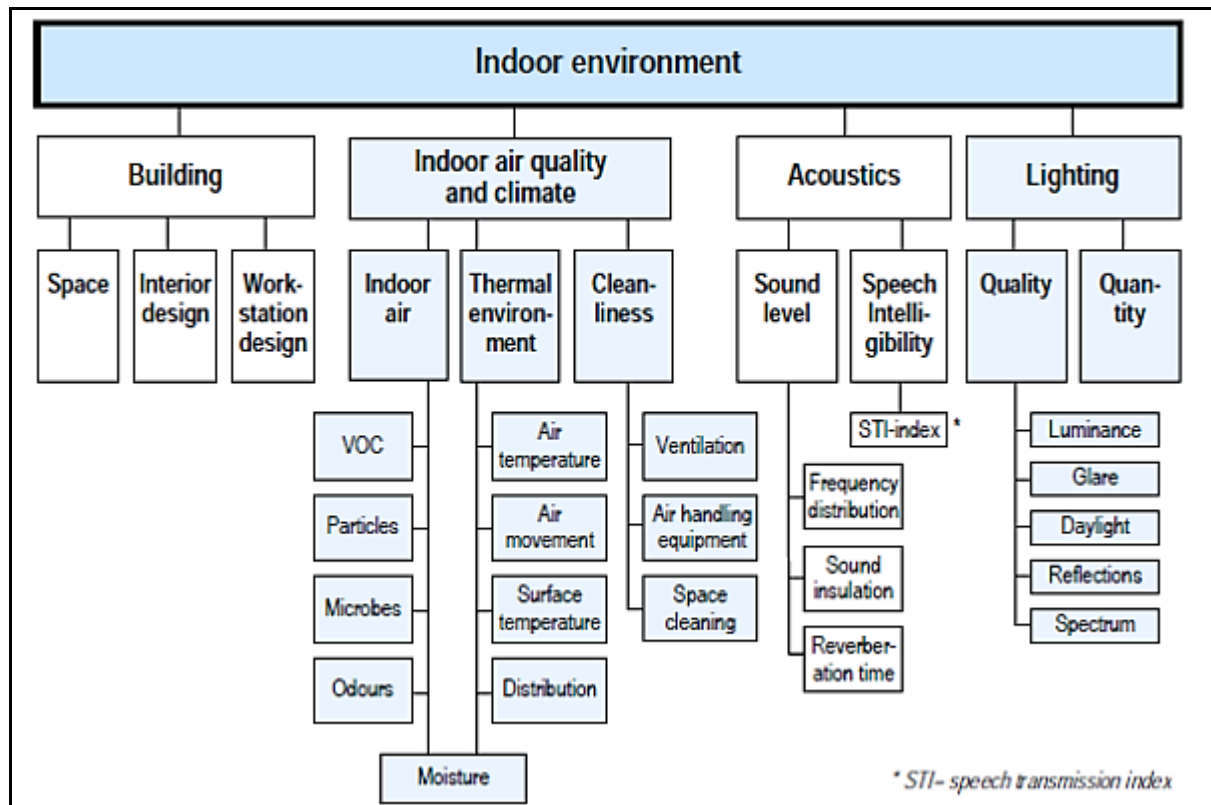 Indoor environment
Building
Indoor air quality
and climate
Acoustics
Lighting
Space
Interior
design
Work-
station
design
Indoor
air
Thermal
environ-
ment
Clean-
liness
Sound
level
Speech
Intelli-
gibility
Quality
Quan-
tity
VOC
Particles
Microbes
Odours
Air
temperature
Air
movement
Surface
temperature
Distribution
Moisture
Ventilation
Air handling
equipment
Space
cleaning
STI-index *
Frequency
distribution
Sound
insulation
Reverber-
ation time
Luminance
Glare
Daylight
Reflections
Spectrum
* STI– speech transmission index